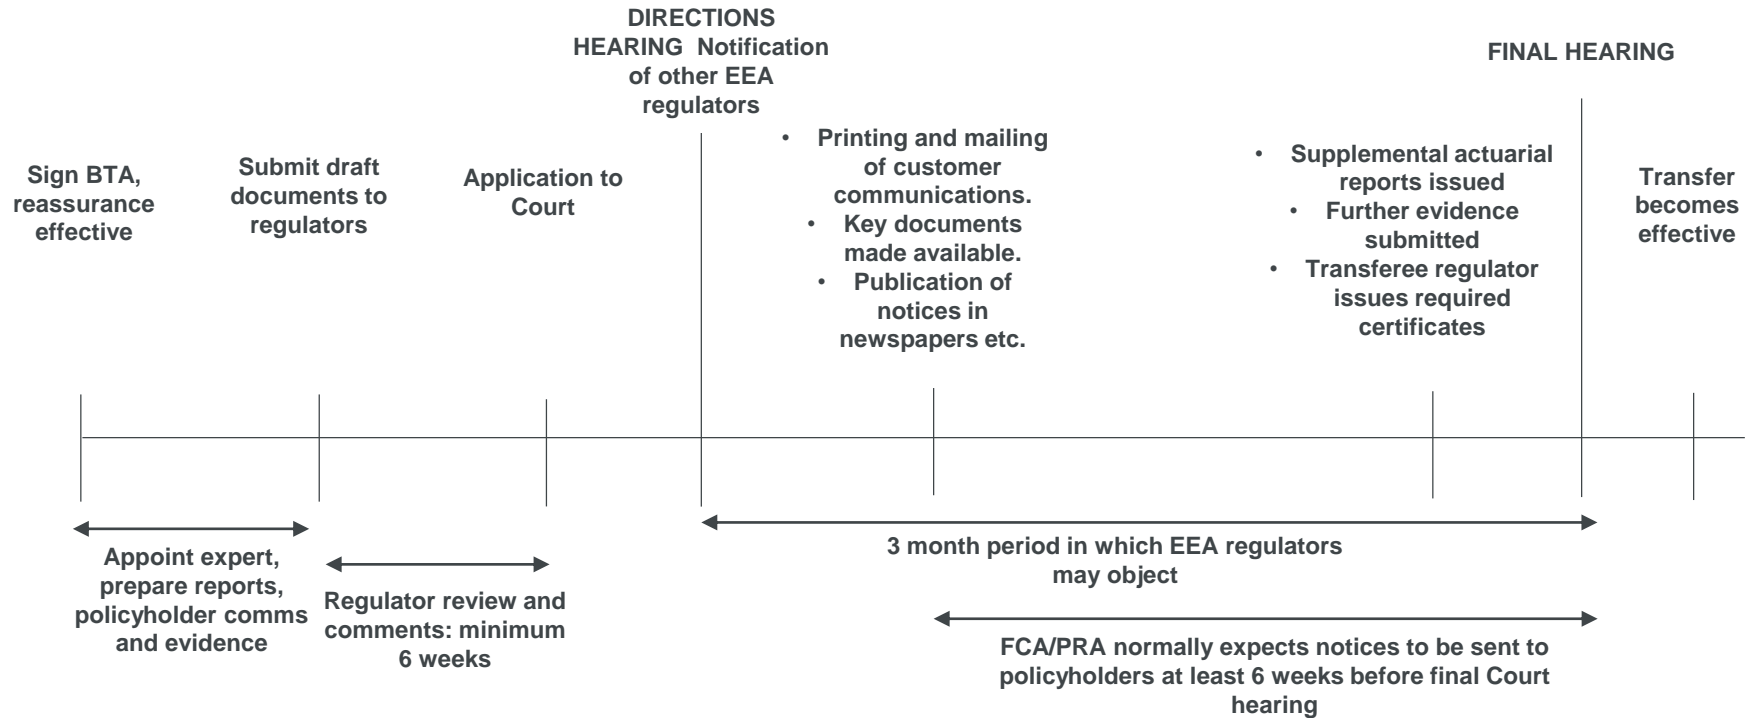 DIRECTIONS
HEARING Notification
of other EEA
regulators
FINAL HEARING
Sign BTA,
reassurance
effective
Submit draft
documents to
regulators
Application to
Court
• Printing and mailing
of customer
communications.
• Key documents
made available.
• Publication of
notices in
newspapers etc.
• Supplemental actuarial
reports issued
• Further evidence
submitted
• Transferee regulator
issues required
certificates
Transfer
becomes
effective
Appoint expert,
prepare reports,
policyholder comms
and evidence
Regulator review and
comments: minimum
6 weeks
3 month period in which EEA regulators
may object
FCA/PRA normally expects notices to be sent to
policyholders at least 6 weeks before final Court
hearing